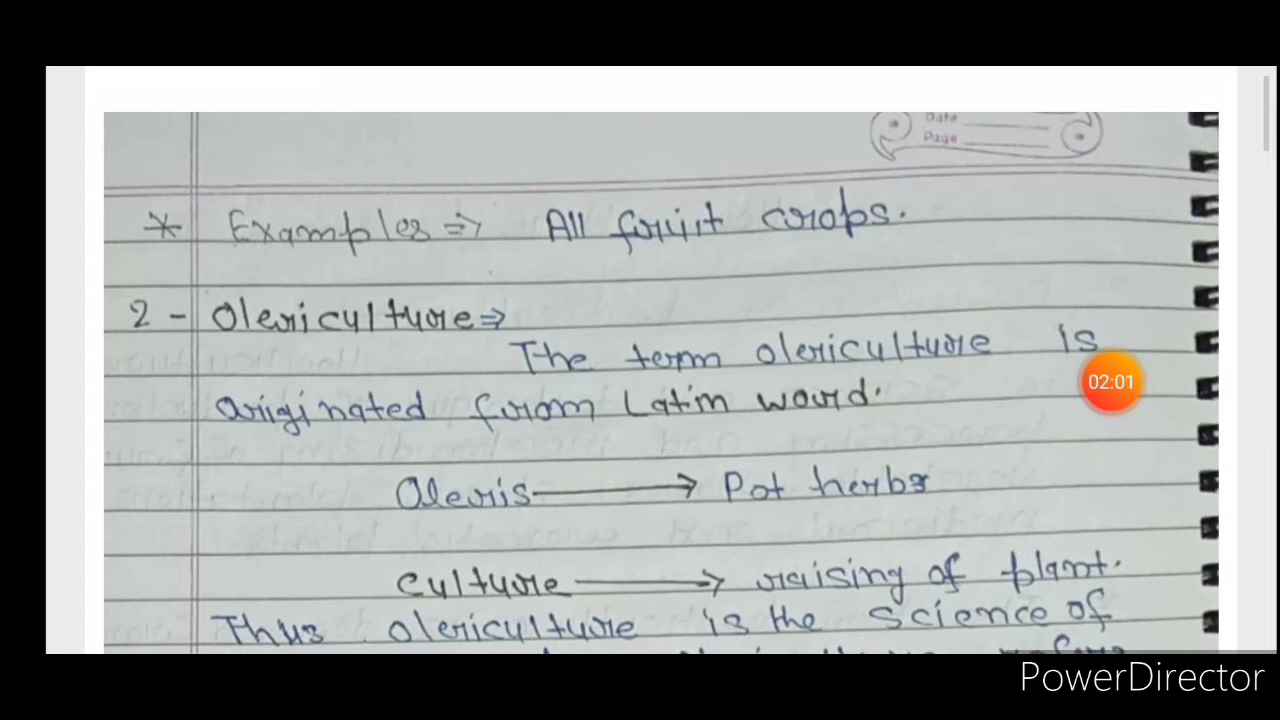 Date
Page
* Examples ⇒ All fruit crops.
2 - Olericulture ⇒
The term olericulture is
originated from Latin word.
02:01
Oleris → Pot herbs
culture → raising of plant.
Thus olericulture is the science of
PowerDirector